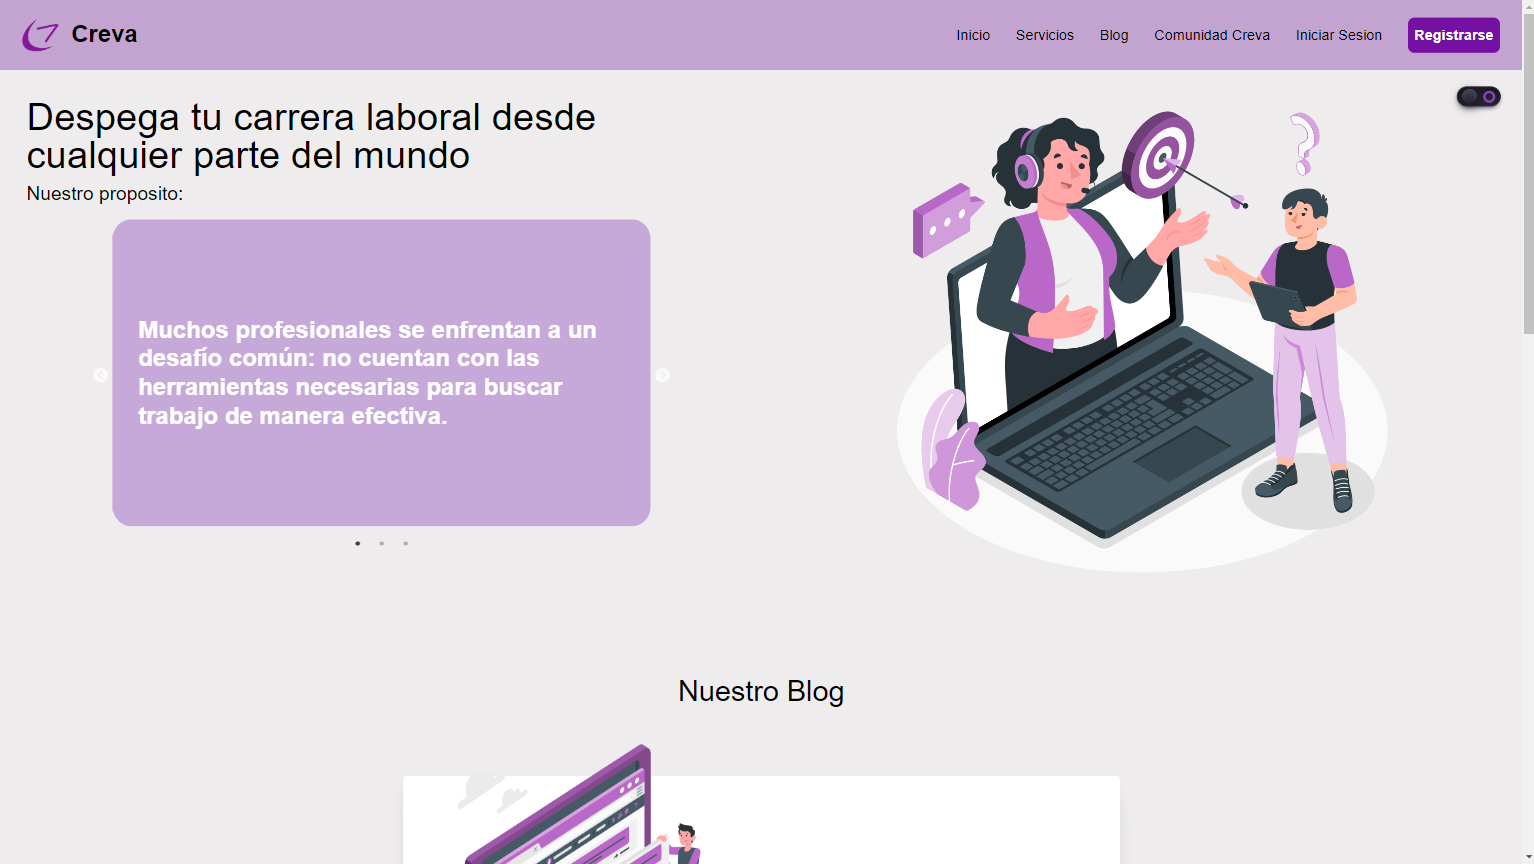 Creva
Inicio
Servicios
Blog
Comunidad Creva
Iniciar Sesion
Registrarse
Despega tu carrera laboral desde
cualquier parte del mundo
Nuestro proposito:
Muchos profesionales se enfrentan a un
desafío común: no cuentan con las
herramientas necesarias para buscar
trabajo de manera efectiva.
Nuestro Blog